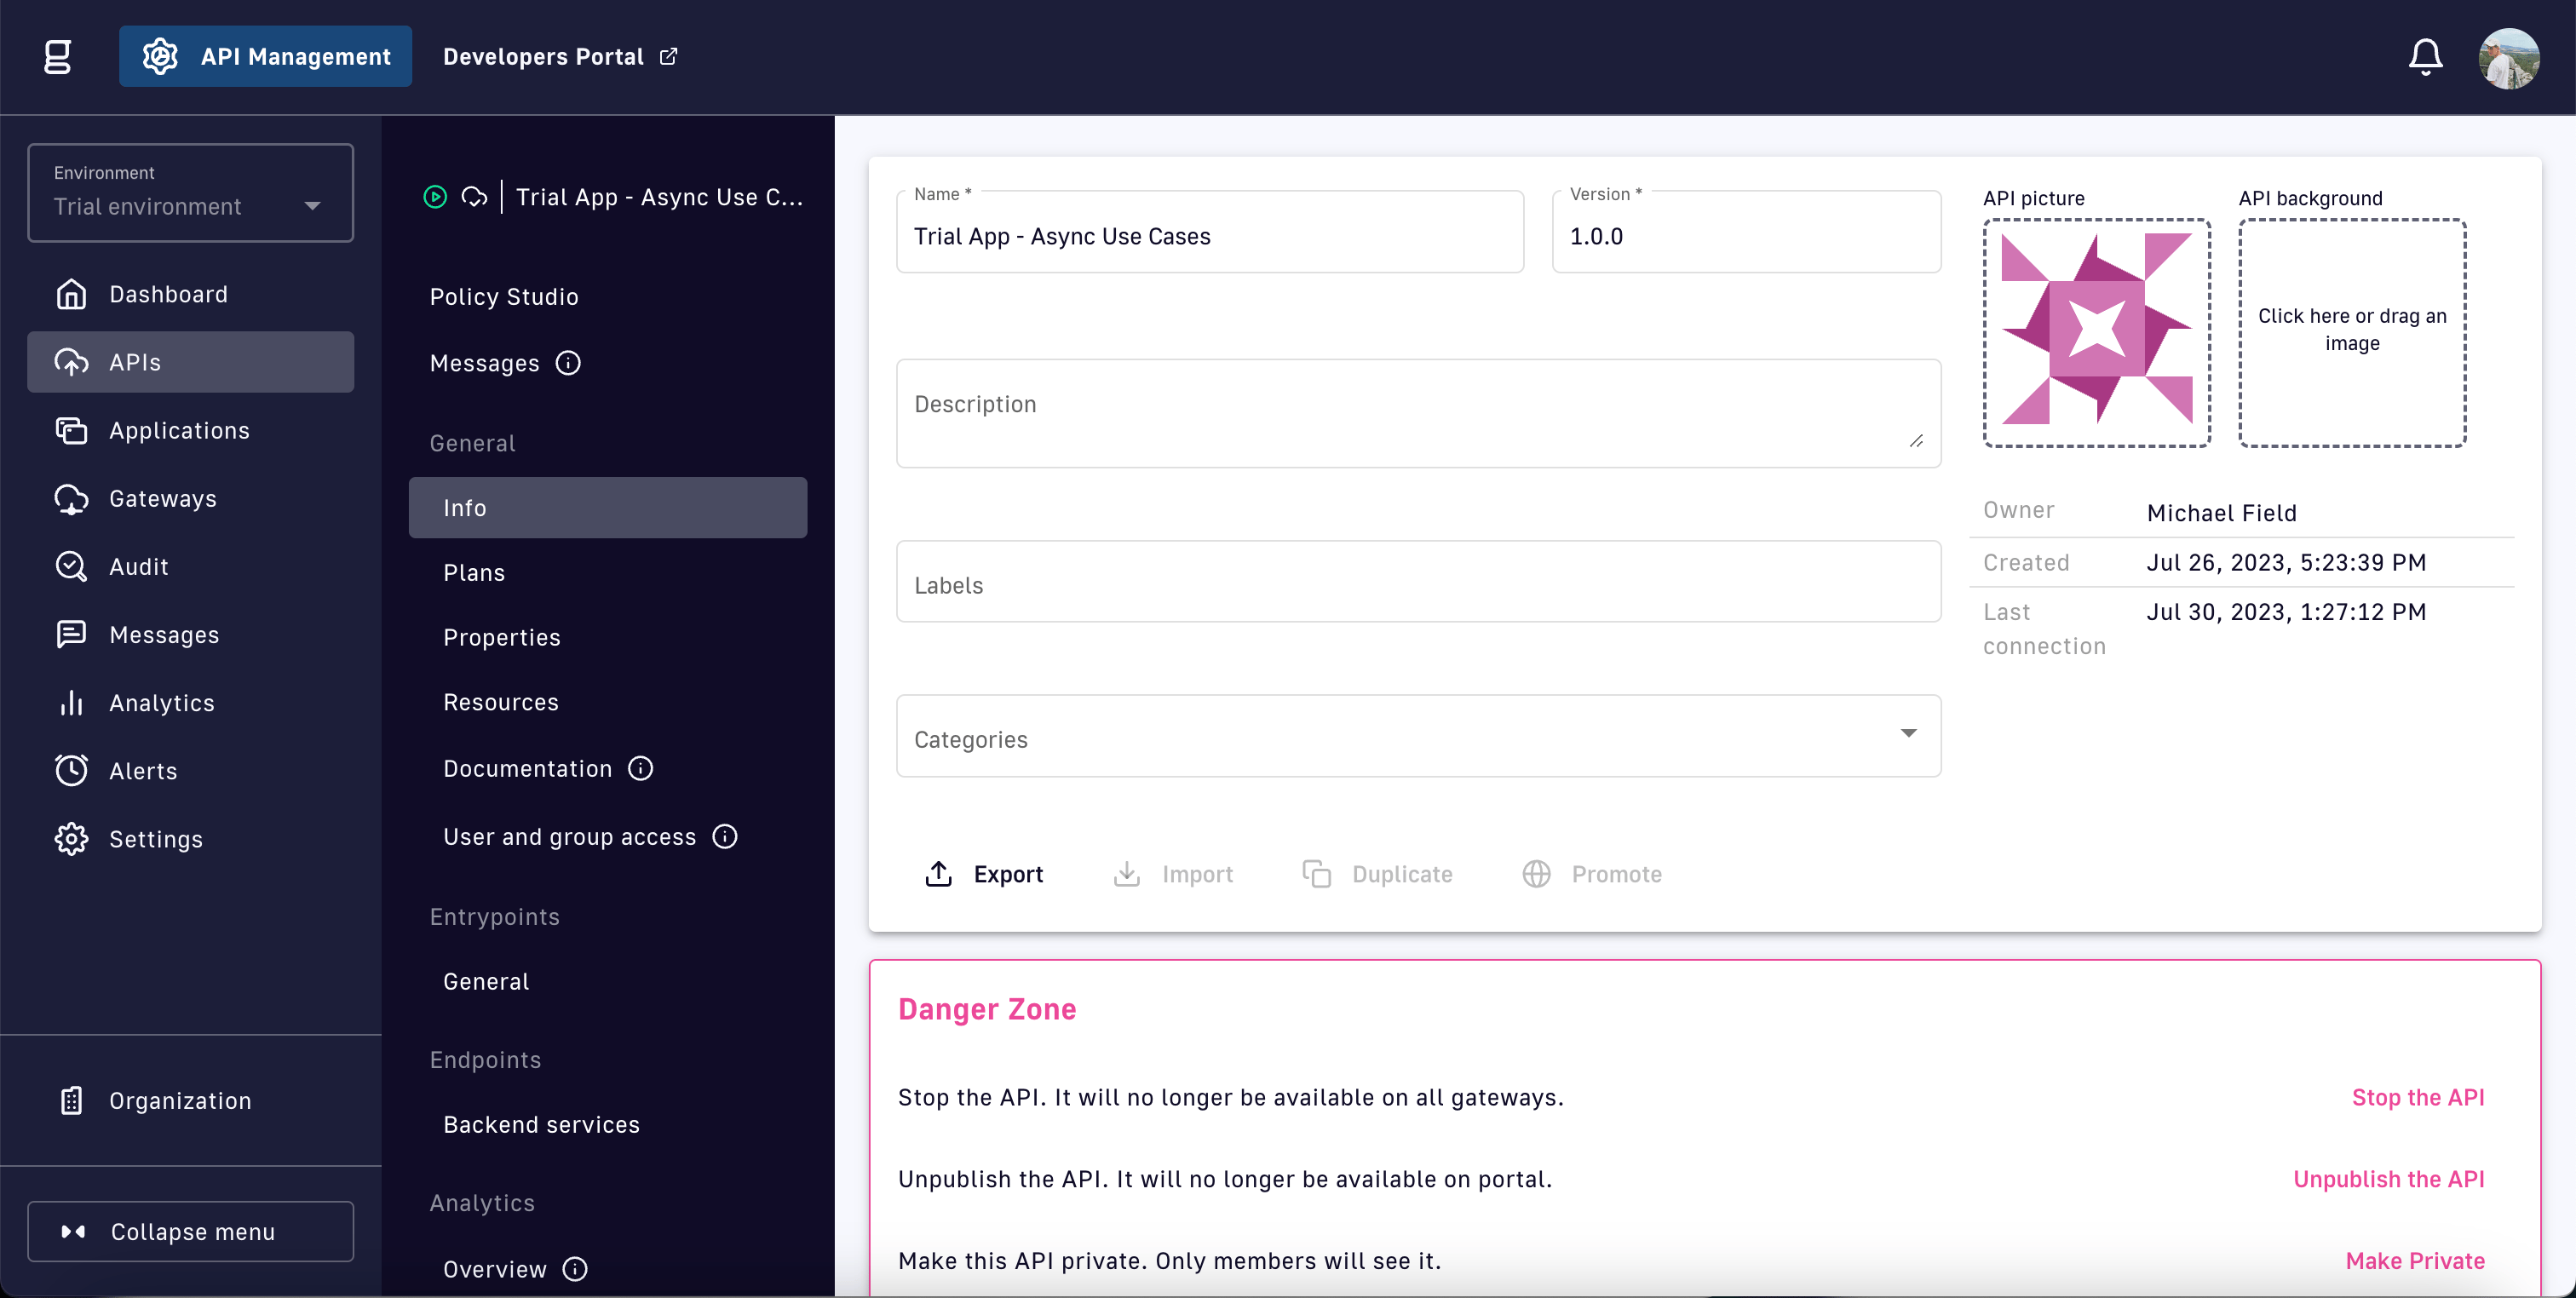 g
API Management
Developers Portal
Environment
Trial environment
Dashboard
APIs
Applications
Gateways
Audit
Messages
Analytics
Alerts
Settings
Organization
Collapse menu
Trial App - Async Use C...
Policy Studio
Messages
General
Info
Plans
Properties
Resources
Documentation
User and group access
Entrypoints
General
Endpoints
Backend services
Analytics
Overview
Name *
Trial App - Async Use Cases
Version *
1.0.0
Description
Labels
Categories
Export
Import
Duplicate
Promote
API picture
API background
Click here or drag an
image
Owner
Michael Field
Created
Jul 26, 2023, 5:23:39 PM
Last
connection
Jul 30, 2023, 1:27:12 PM
Danger Zone
Stop the API. It will no longer be available on all gateways.
Stop the API
Unpublish the API. It will no longer be available on portal.
Unpublish the API
Make this API private. Only members will see it.
Make Private